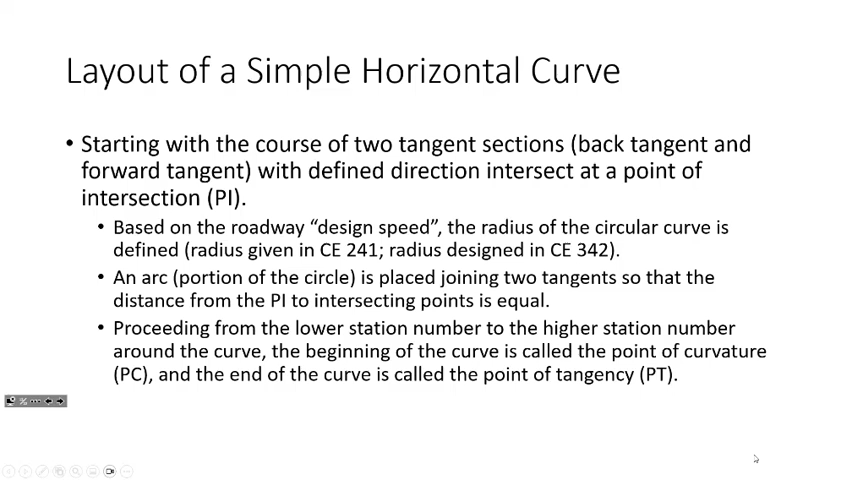 Layout of a Simple Horizontal Curve
• Starting with the course of two tangent sections (back tangent and
forward tangent) with defined direction intersect at a point of
intersection (PI).
• Based on the roadway “design speed”, the radius of the circular curve is
defined (radius given in CE 241; radius designed in CE 342).
• An arc (portion of the circle) is placed joining two tangents so that the
distance from the PI to intersecting points is equal.
• Proceeding from the lower station number to the higher station number
around the curve, the beginning of the curve is called the point of curvature
(PC), and the end of the curve is called the point of tangency (PT).